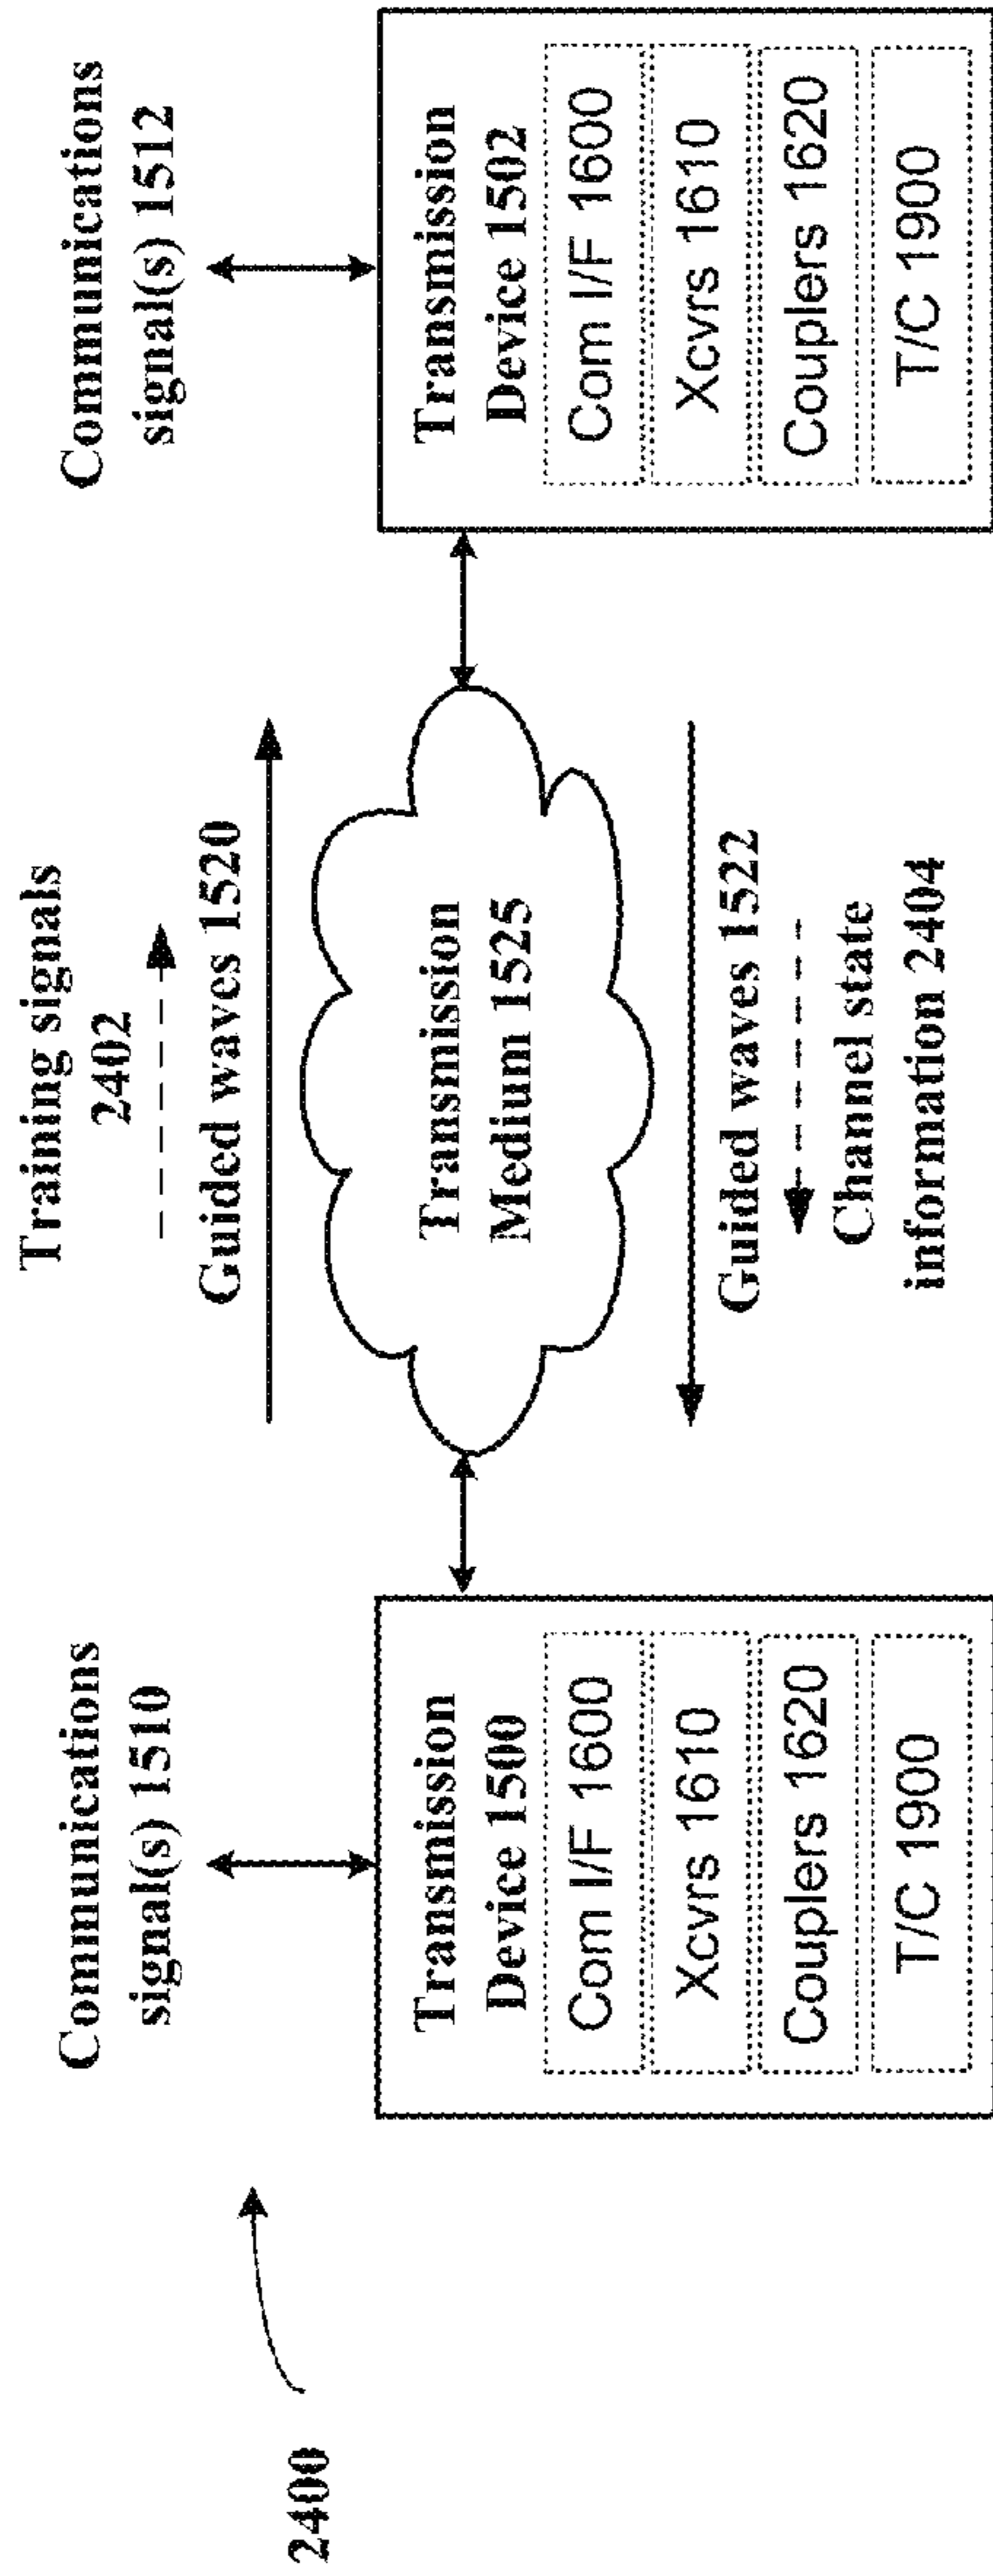 2400
Communications
signal(s) 1510
Transmission
Device 1500
Com I/F 1600
Xcvrs 1610
Couplers 1620
T/C 1900
Training signals
2402
Guided waves 1520
Transmission
Medium 1525
Guided waves 1522
Channel state
information 2404
Communications
signal(s) 1512
Transmission
Device 1502
Com I/F 1600
Xcvrs 1610
Couplers 1620
T/C 1900